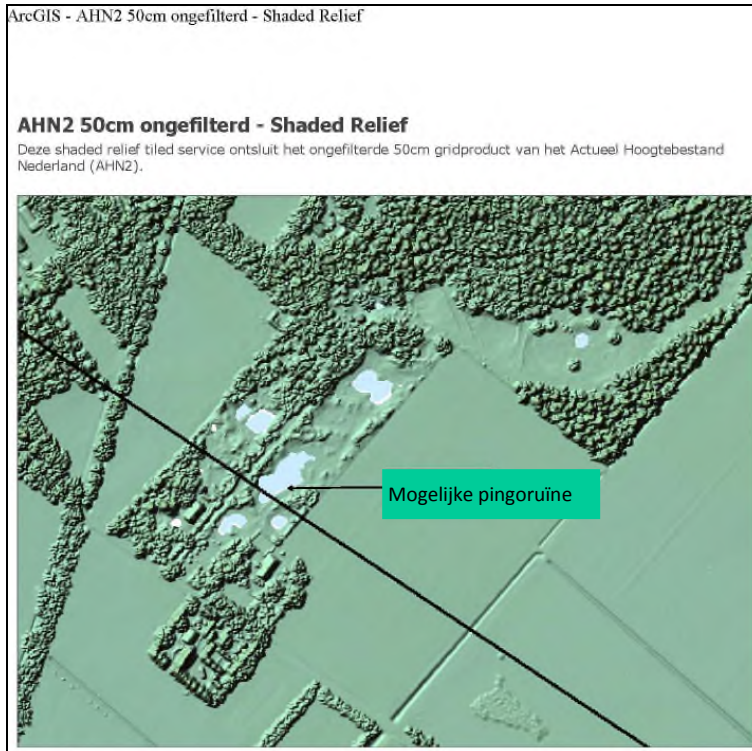 ArcGIS - AHN2 50cm ongefilterd - Shaded Relief
AHN2 50cm ongefilterd - Shaded Relief
Deze shaded relief tiled service ontsluit het ongefilterde 50cm gridproduct van het Actueel Hoogtebestand
Nederland (AHN2).
Mogelijke pingoruïne